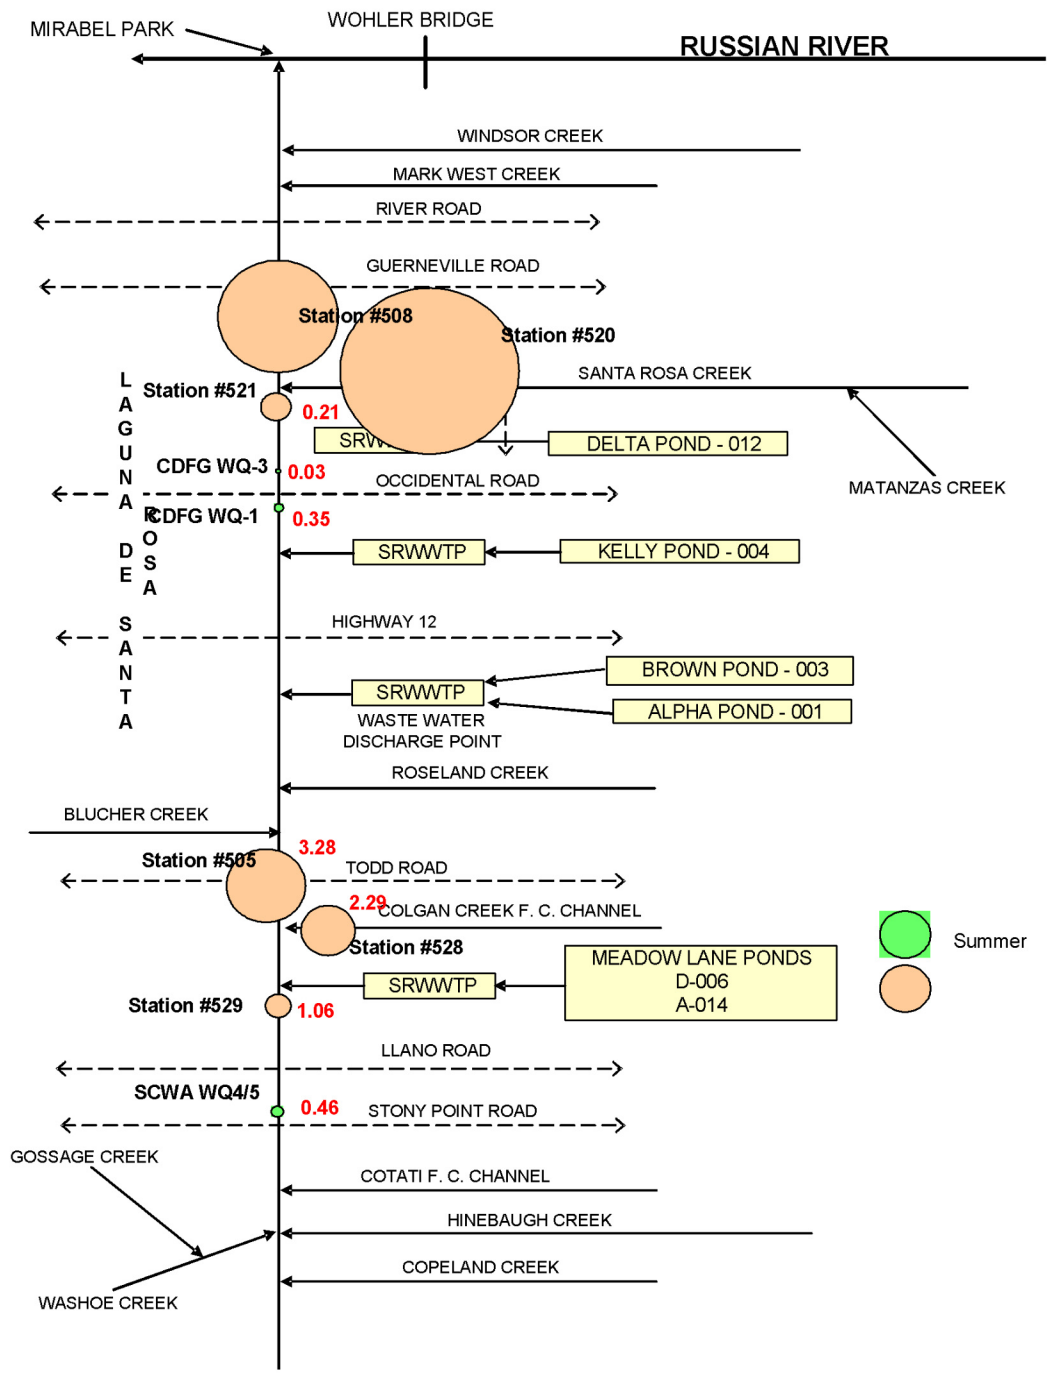 MIRABEL PARK
WOHLER BRIDGE
RUSSIAN RIVER
WINDSOR CREEK
MARK WEST CREEK
RIVER ROAD
GUERNEVILLE ROAD
Station #508
Station #520
SANTA ROSA CREEK
Station #521
0.21
SRW
DELTA POND - 012
MATANZAS CREEK
CDFG WQ-3
0.03
OCCIDENTAL ROAD
CDFG WQ-1
0.35
LAGUNA DE SANTA
ROSA
SRWWTP
KELLY POND - 004
HIGHWAY 12
BROWN POND - 003
SRWWTP
ALPHA POND - 001
WASTE WATER
DISCHARGE POINT
ROSELAND CREEK
BLUCHER CREEK
3.28
Station #505
TODD ROAD
2.29
COLGAN CREEK F. C. CHANNEL
Station #528
Summer
MEADOW LANE PONDS
D-006
A-014
SRWWTP
Station #529
1.06
LLANO ROAD
SCWA WQ4/5
0.46
STONY POINT ROAD
GOSSAGE CREEK
COTATI F. C. CHANNEL
HINEBAUGH CREEK
COPELAND CREEK
WASHOE CREEK